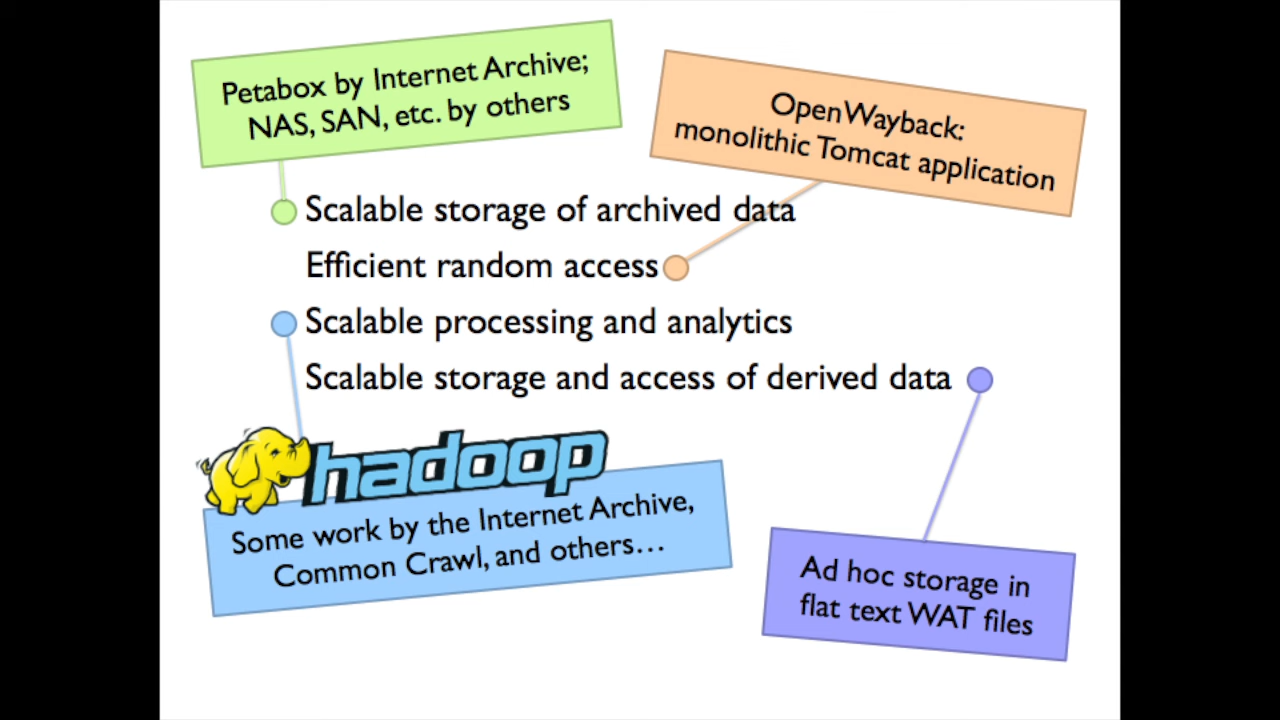 Petabox by Internet Archive;
NAS, SAN, etc. by others
OpenWayback:
monolithic Tomcat application
Scalable storage of archived data
Efficient random access
Scalable processing and analytics
Scalable storage and access of derived data
hadoop
Some work by the Internet Archive,
Common Crawl, and others…
Ad hoc storage in
flat text WAT files